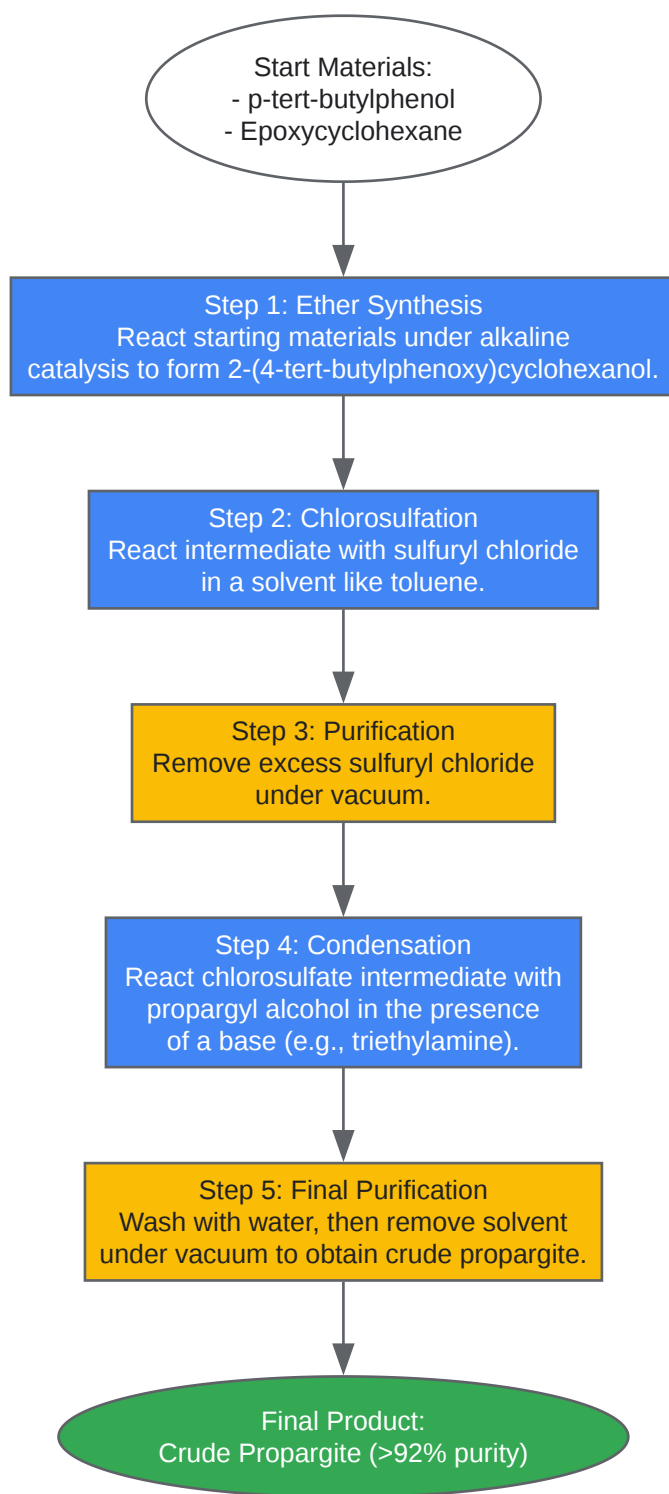 Start Materials:
- p-tert-butylphenol
- Epoxycyclohexane
Step 1: Ether Synthesis
React starting materials under alkaline
catalysis to form 2-(4-tert-butylphenoxy)cyclohexanol.
Step 2: Chlorosulfation
React intermediate with sulfuryl chloride
in a solvent like toluene.
Step 3: Purification
Remove excess sulfuryl chloride
under vacuum.
Step 4: Condensation
React chlorosulfate intermediate with
propargyl alcohol in the presence
of a base (e.g., triethylamine).
Step 5: Final Purification
Wash with water, then remove solvent
under vacuum to obtain crude propargite.
Final Product:
Crude Propargite (>92% purity)